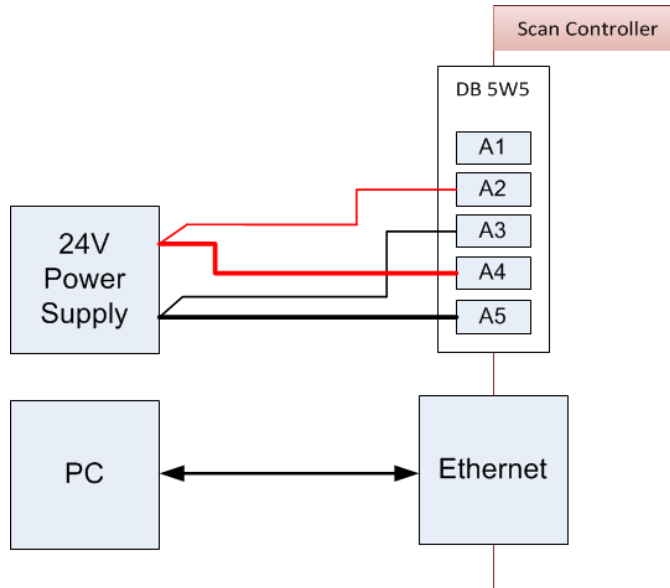 Scan Controller
DB 5W5
A1
A2
A3
A4
A5
24V
Power
Supply
PC
Ethernet